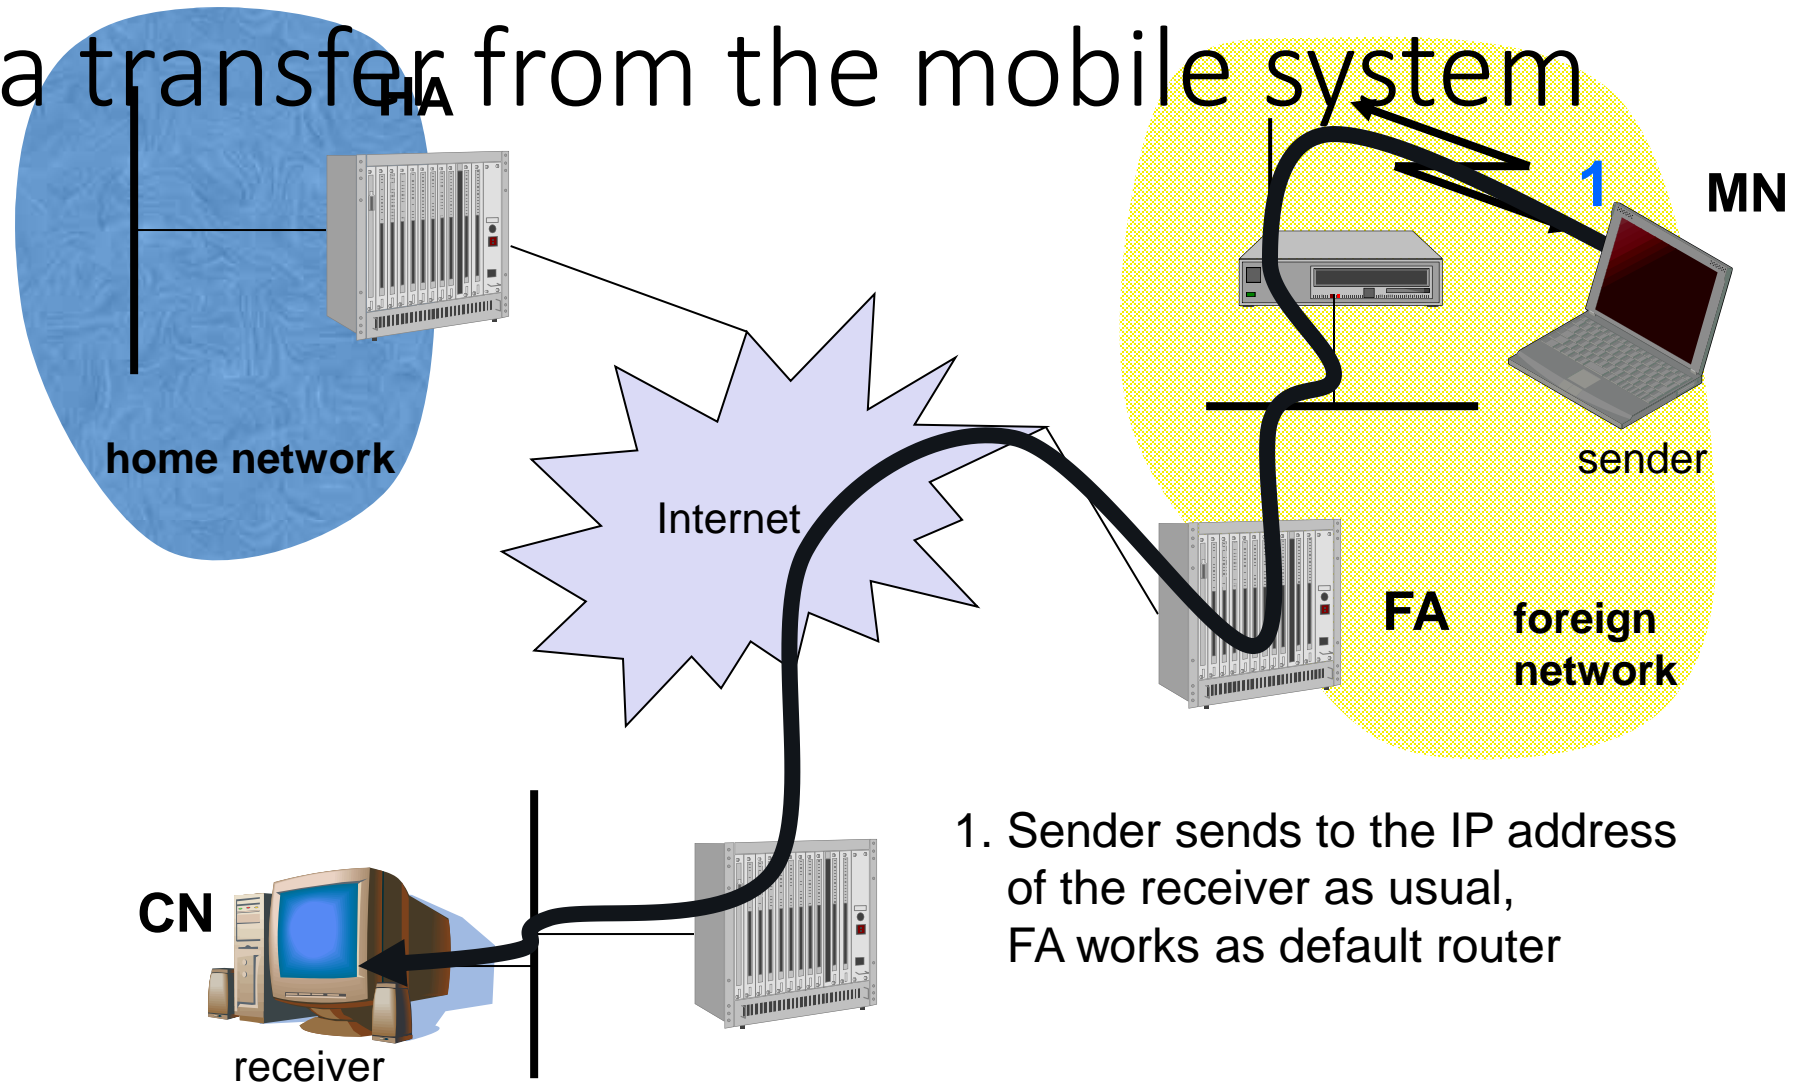 a transfer from the mobile system
HA
1
MN
home network
sender
Internet
FA
foreign
network
1. Sender sends to the IP address
of the receiver as usual,
FA works as default router
CN
receiver